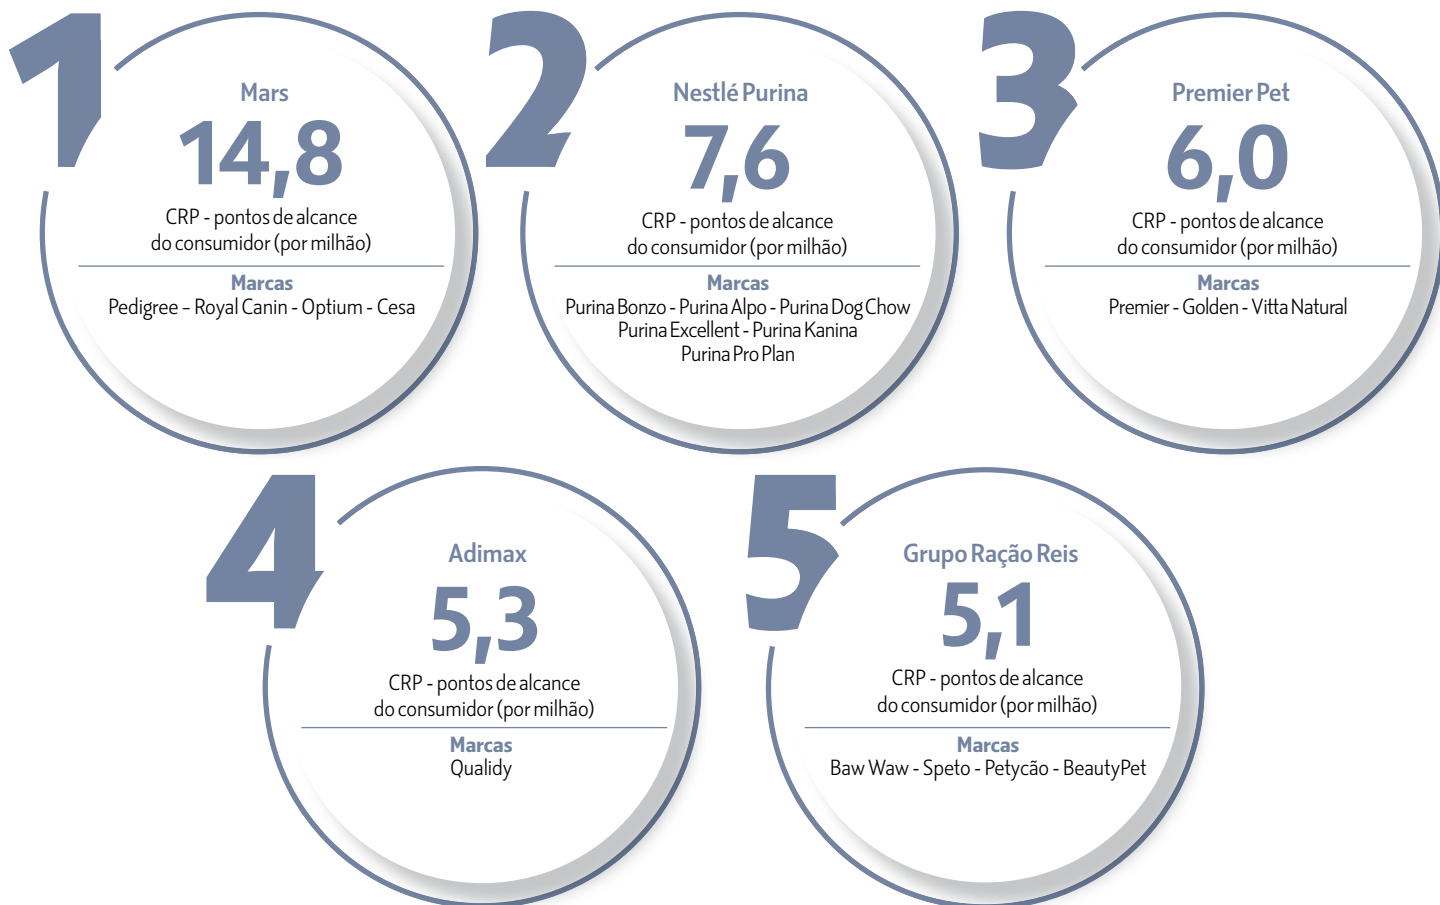 1
Mars
14,8
CRP - pontos de alcance
do consumidor (por milhão)
Marcas
Pedigree – Royal Canin - Optium - Cesa
2
Nestlé Purina
7,6
CRP - pontos de alcance
do consumidor (por milhão)
Marcas
Purina Bonzo - Purina Alpo - Purina Dog Chow
Purina Excellent - Purina Kanina
Purina Pro Plan
3
Premier Pet
6,0
CRP - pontos de alcance
do consumidor (por milhão)
Marcas
Premier - Golden - Vitta Natural
4
Adimax
5,3
CRP - pontos de alcance
do consumidor (por milhão)
Marcas
Qualidy
5
Grupo Ração Reis
5,1
CRP - pontos de alcance
do consumidor (por milhão)
Marcas
Baw Waw - Speto - Petycão - BeautyPet